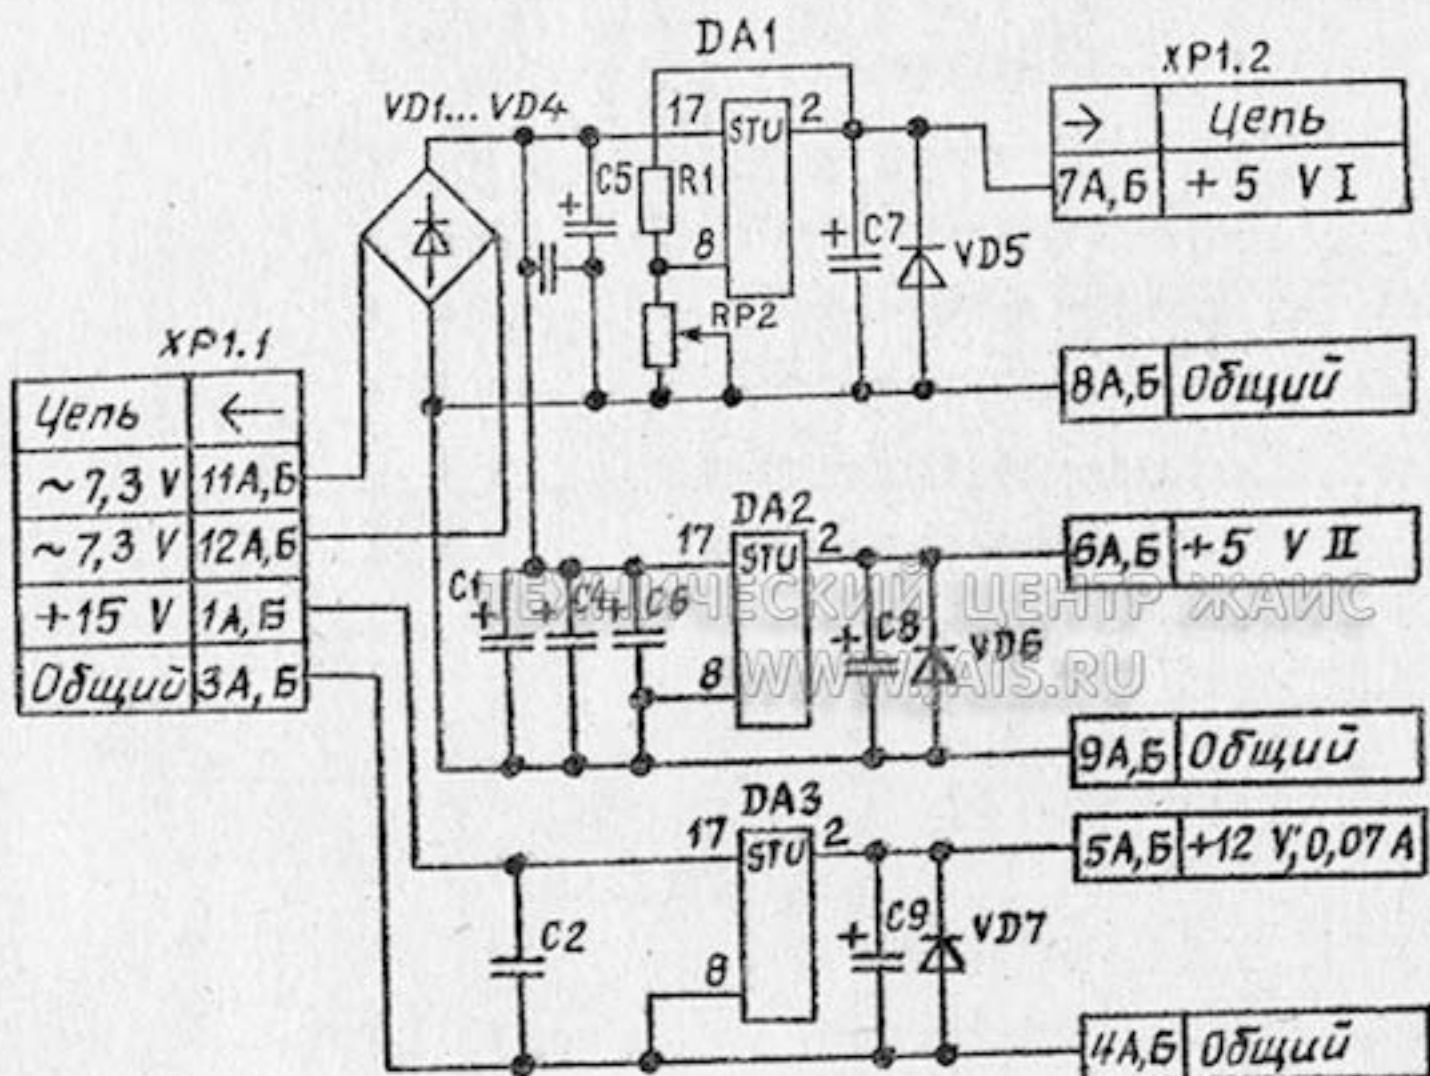 DA1
XP1.2
VD1...VD4
17
STU
2
→ Цепь
C5
R1
7А,Б +5 V I
8
C7
VD5
RP2
XP1.1
8А,Б Общий
Цепь ←
~7,3 V 11А,Б
DA2
~7,3 V 12А,Б
17
STU
2
6А,Б +5 V II
C1
C4
C6
ТЕХНИЧЕСКИЙ ЦЕНТР ЖАИС
+15 V 1А,Б
C8
VD6
Общий 3А,Б
8
WWW.JAIS.RU
9А,Б Общий
DA3
17
STU
2
5А,Б +12 V; 0,07А
C2
C9
VD7
8
4А,Б Общий